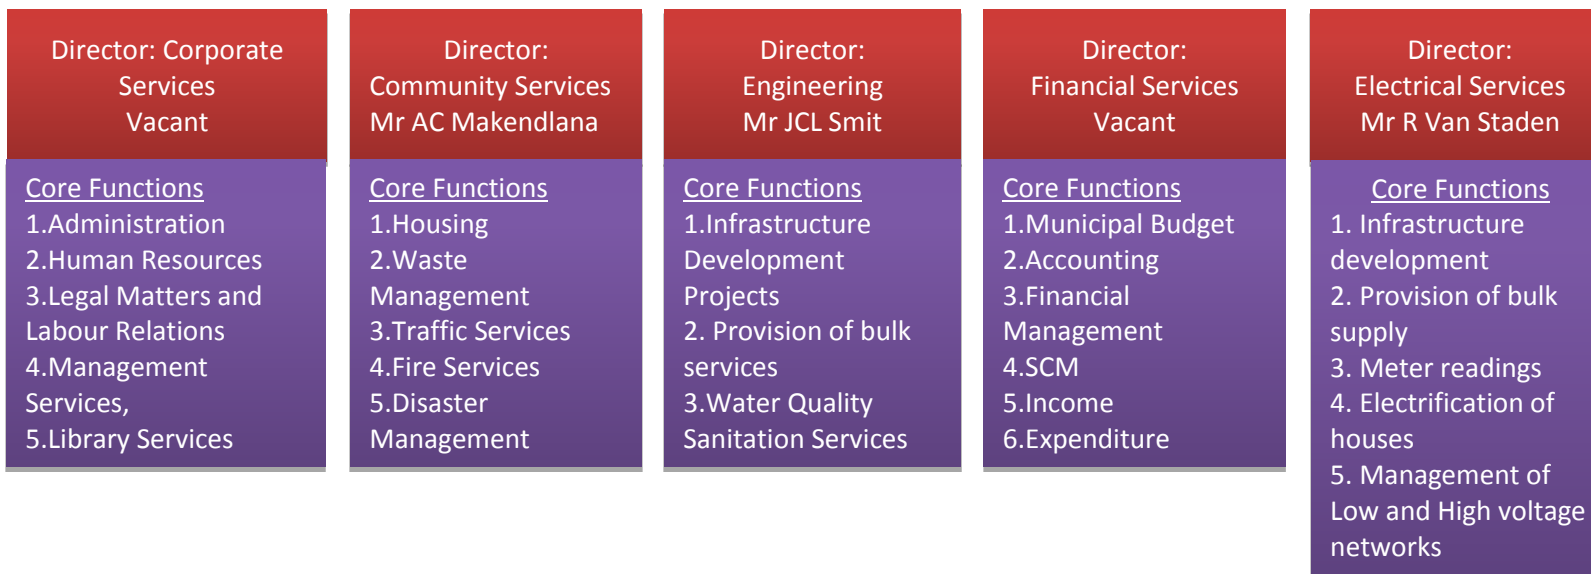 Director: Corporate
Services
Vacant
Core Functions
1.Administration
2.Human Resources
3.Legal Matters and
Labour Relations
4.Management
Services,
5.Library Services
Director:
Community Services
Mr AC Makendlana
Core Functions
1.Housing
2.Waste
Management
3.Traffic Services
4.Fire Services
5.Disaster
Management
Director:
Engineering
Mr JCL Smit
Core Functions
1.Infrastructure
Development
Projects
2. Provision of bulk
services
3.Water Quality
Sanitation Services
Director:
Financial Services
Vacant
Core Functions
1.Municipal Budget
2.Accounting
3.Financial
Management
4.SCM
5.Income
6.Expenditure
Director:
Electrical Services
Mr R Van Staden
Core Functions
1. Infrastructure
development
2. Provision of bulk
supply
3. Meter readings
4. Electrification of
houses
5. Management of
Low and High voltage
networks